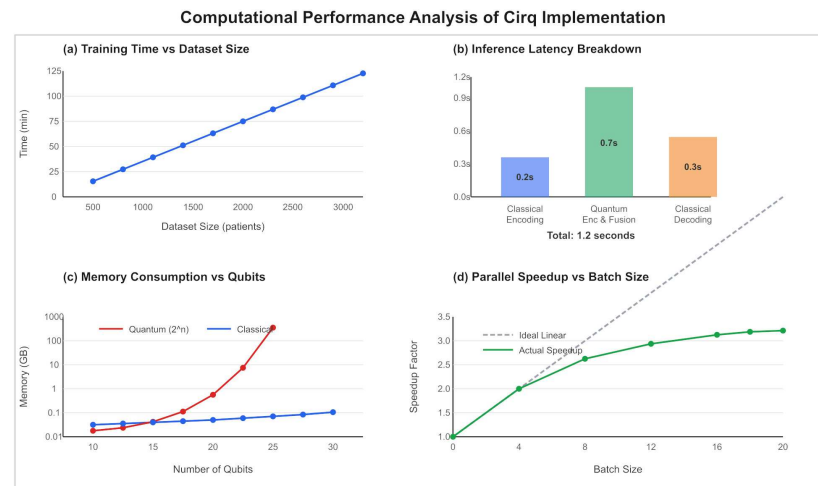 Computational Performance Analysis of Cirq Implementation
(a) Training Time vs Dataset Size
125
100
75
50
25
0
Time (min)
500 1000 1500 2000 2500 3000
Dataset Size (patients)
(b) Inference Latency Breakdown
1.2s
0.9s
0.6s
0.3s
0.0s
0.2s
0.7s
0.3s
Classical
Encoding
Quantum
Enc & Fusion
Classical
Decoding
Total: 1.2 seconds
(c) Memory Consumption vs Qubits
1000
100
10
1
0.1
0.01
Memory (GB)
Quantum (2^n)
Classical
10 15 20 25 30
Number of Qubits
(d) Parallel Speedup vs Batch Size
3.5
3.0
2.5
2.0
1.5
1.0
Speedup Factor
Ideal Linear
Actual Speedup
0 4 8 12 16 20
Batch Size